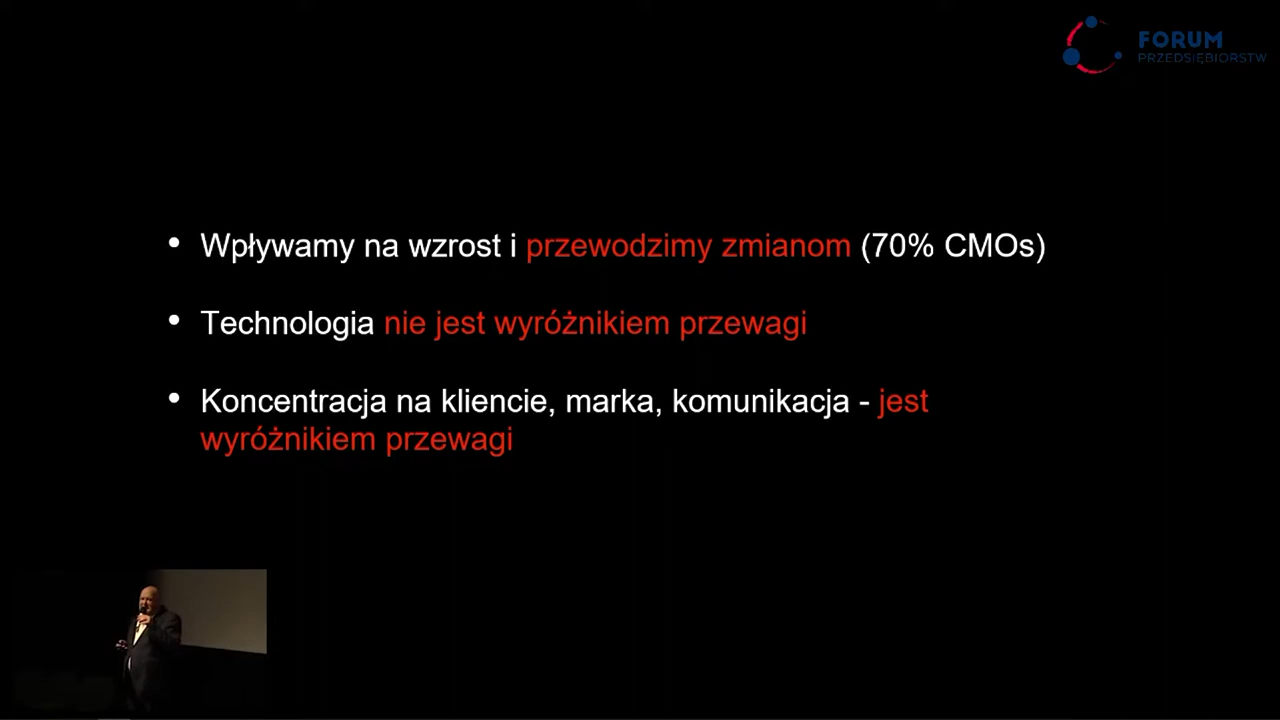 FORUM
PRZEDSIĘBIORSTW
• Wpływamy na wzrost i przewodzimy zmianom (70% CMOs)
• Technologia nie jest wyróżnikiem przewagi
• Koncentracja na kliencie, marka, komunikacja - jest
wyróżnikiem przewagi